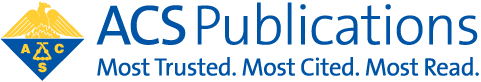 A C S
ACS Publications
Most Trusted. Most Cited. Most Read.